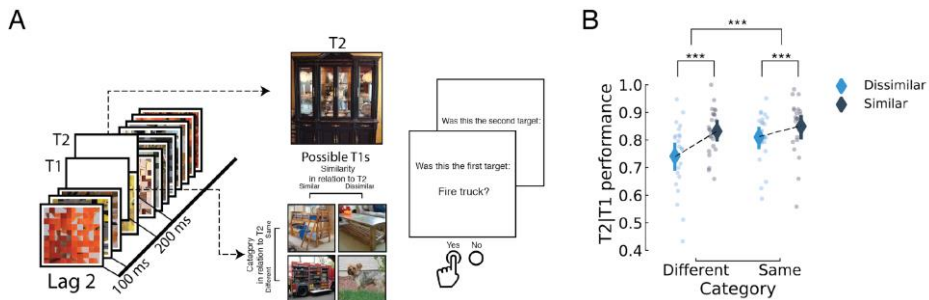 A
T2
T2
T1
Lag 2
100 ms
200 ms
Possible T1s
Similarity
in relation to T2
Similar
Dissimilar
Category
in relation to T2
Same
Different
Was this the second target:
Was this the first target:
Fire truck?
Yes
No
B
***
***
***
T2|T1 performance
1.0
0.9
0.8
0.7
0.6
0.5
0.4
Different
Same
Category
Dissimilar
Similar